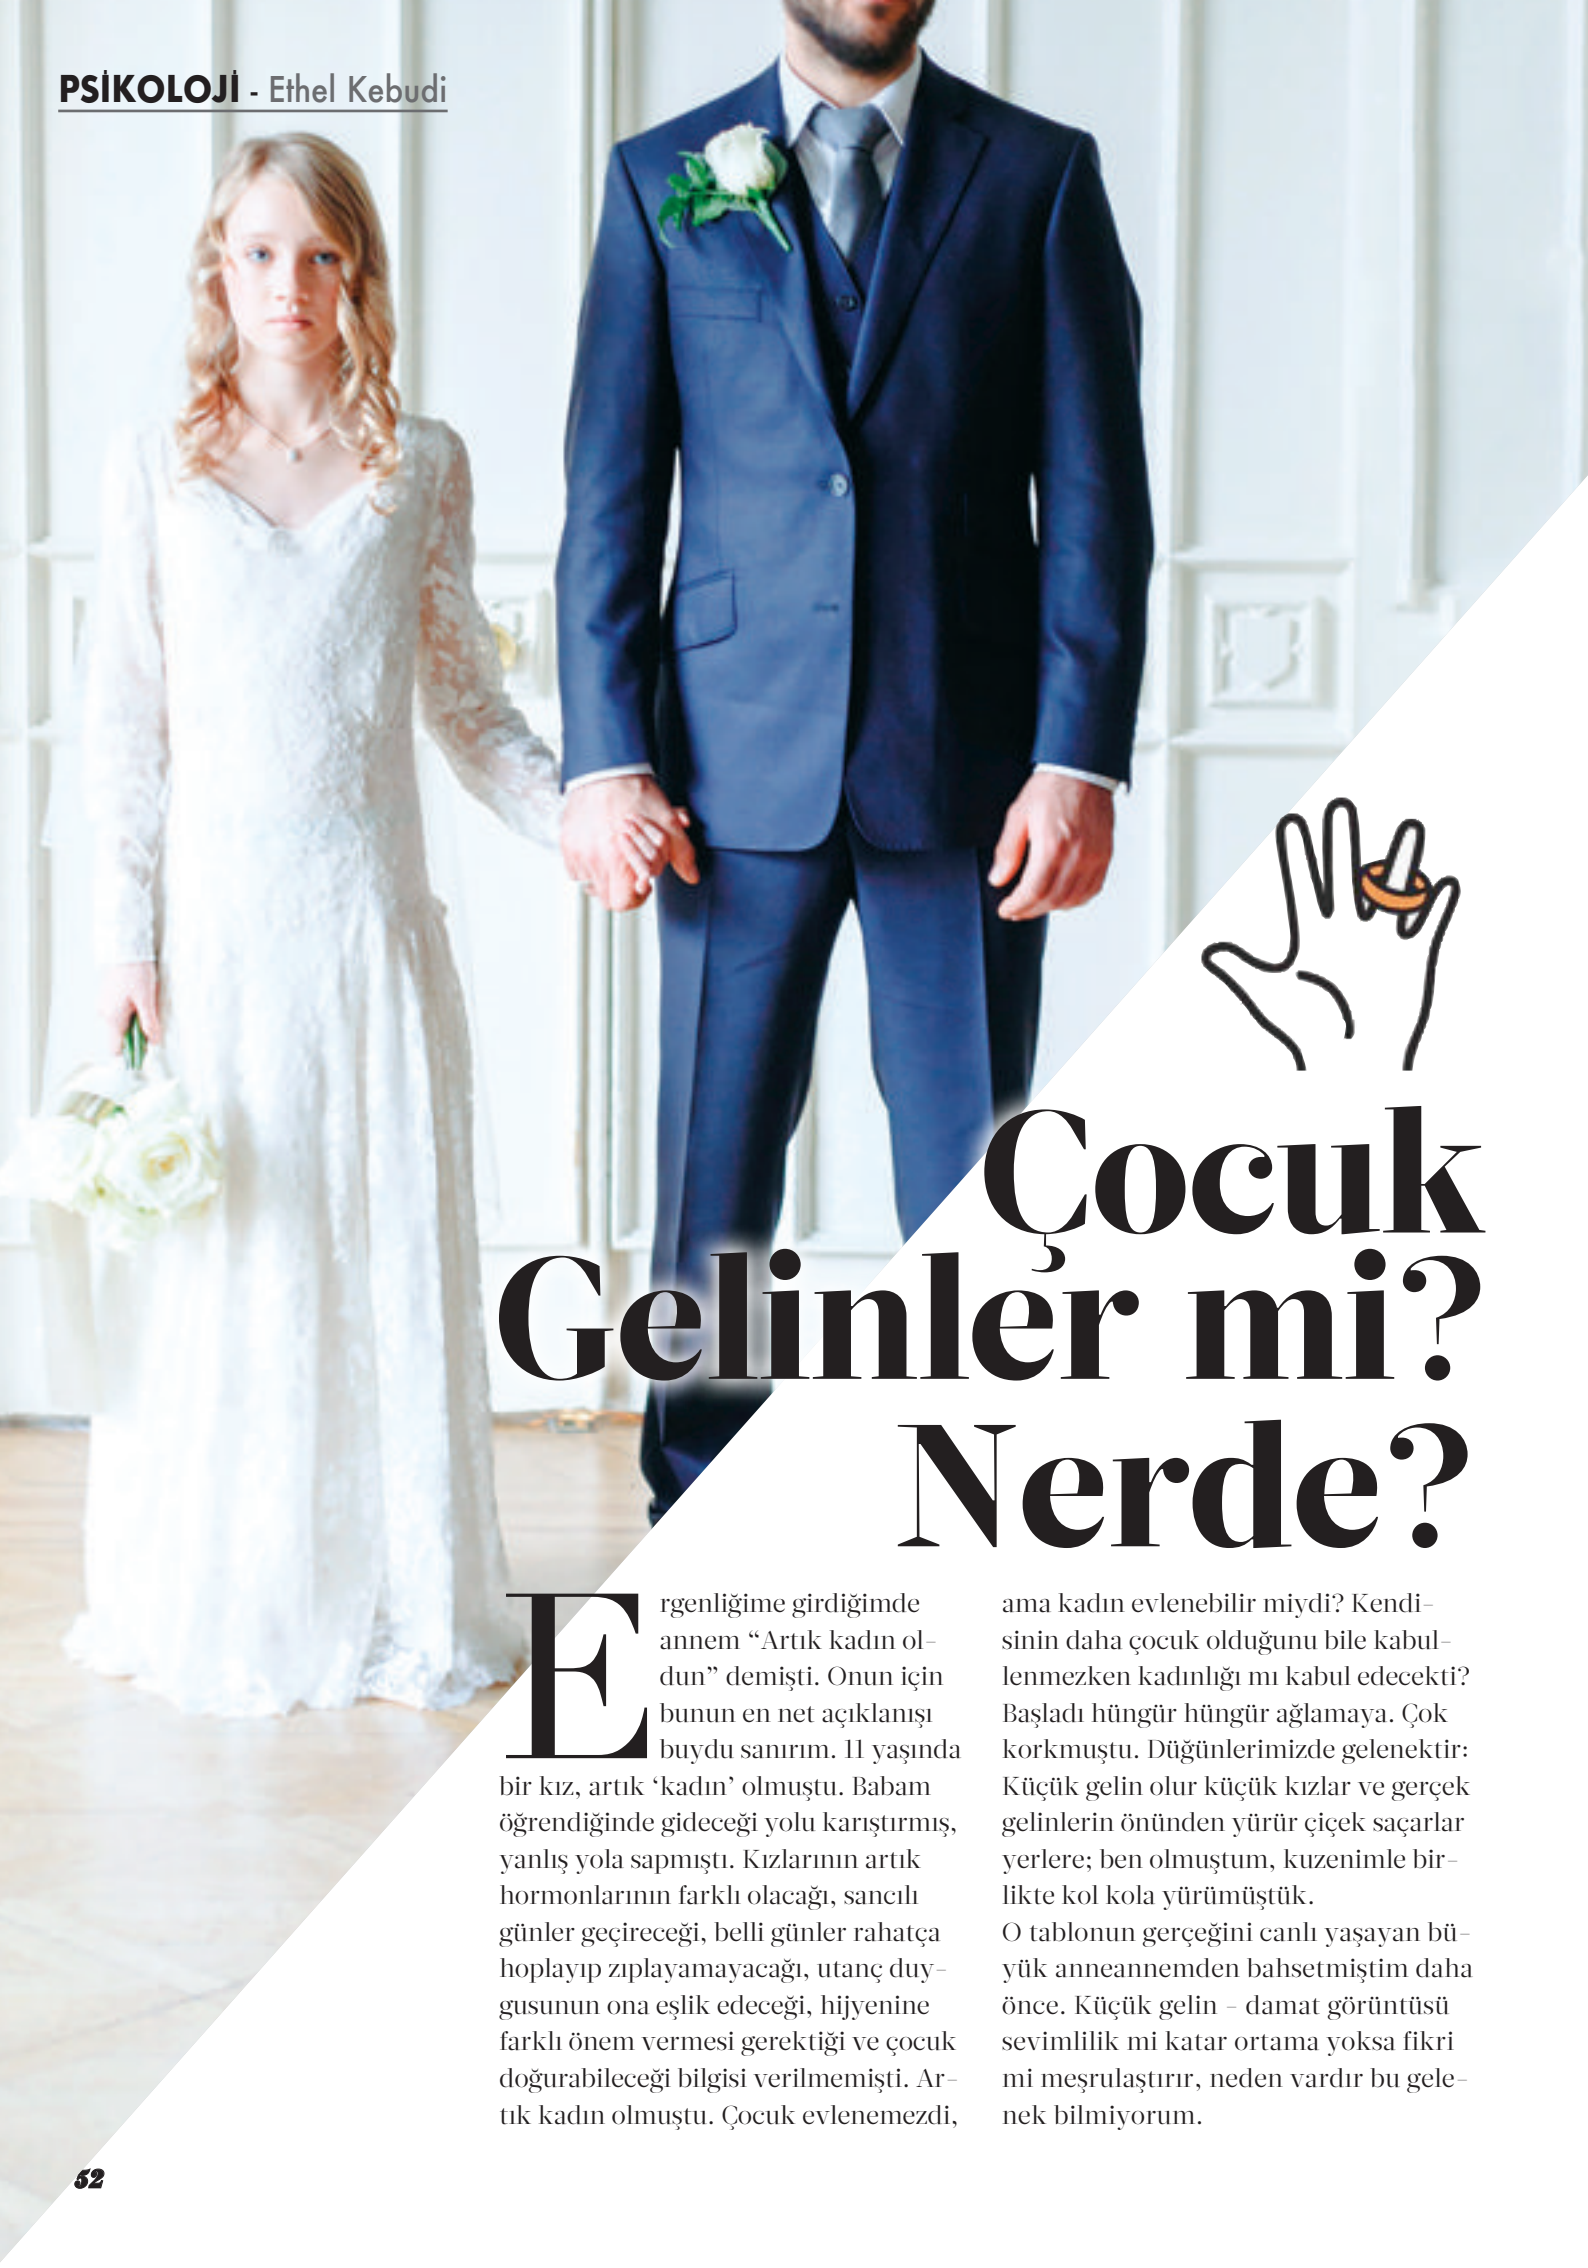 PSİKOLOJİ - Ethel Kebudi
Çocuk
Gelinler mi?
Nerde?
Ergenliğime girdiğimde
annem “Artık kadın ol-
dun” demişti. Onun için
bunun en net açıklanışı
buydu sanırım. 11 yaşında
bir kız, artık ‘kadın’ olmuştu. Babam
öğrendiğinde gideceği yolu karıştırmış,
yanlış yola sapmıştı. Kızlarının artık
hormonlarının farklı olacağı, sancılı
günler geçireceği, belli günler rahatça
hoplayıp zıplayamayacağı, utanç duy-
gusunun ona eşlik edeceği, hijyenine
farklı önem vermesi gerektiği ve çocuk
doğurabileceği bilgisi verilmemişti. Ar-
tık kadın olmuştu. Çocuk evlenemezdi,
ama kadın evlenebilir miydi? Kendi-
sinin daha çocuk olduğunu bile kabul-
lenmezken kadınlığı mı kabul edecekti?
Başladı hüngür hüngür ağlamaya. Çok
korkmuştu. Düğünlerimizde gelenektir:
Küçük gelin olur küçük kızlar ve gerçek
gelinlerin önünden yürür çiçek saçarlar
yerlere; ben olmuştum, kuzenimle bir-
likte kol kola yürümüştük.
O tablonun gerçeğini canlı yaşayan bü-
yük anneannemden bahsetmiştim daha
önce. Küçük gelin - damat görüntüsü
sevimlilik mi katar ortama yoksa fikri
mi meşrulaştırır, neden vardır bu gele-
nek bilmiyorum.
52